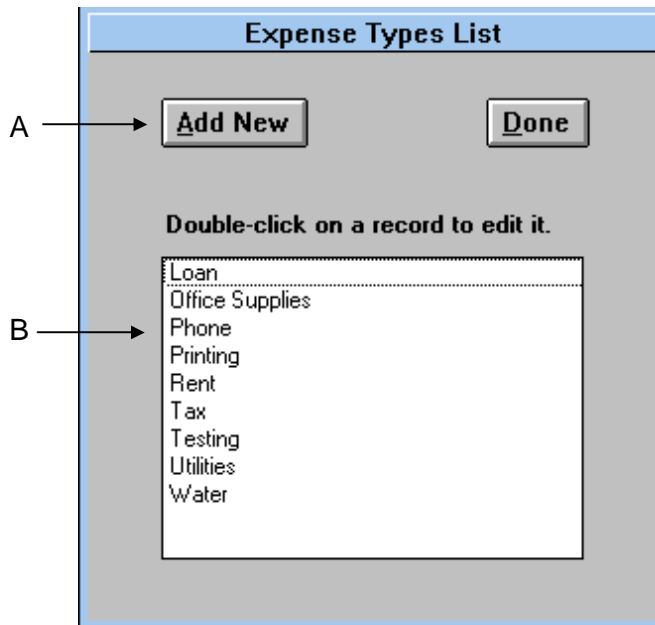 Expense Types List
A
Add New
Done
Double-click on a record to edit it.
B
Loan
Office Supplies
Phone
Printing
Rent
Tax
Testing
Utilities
Water